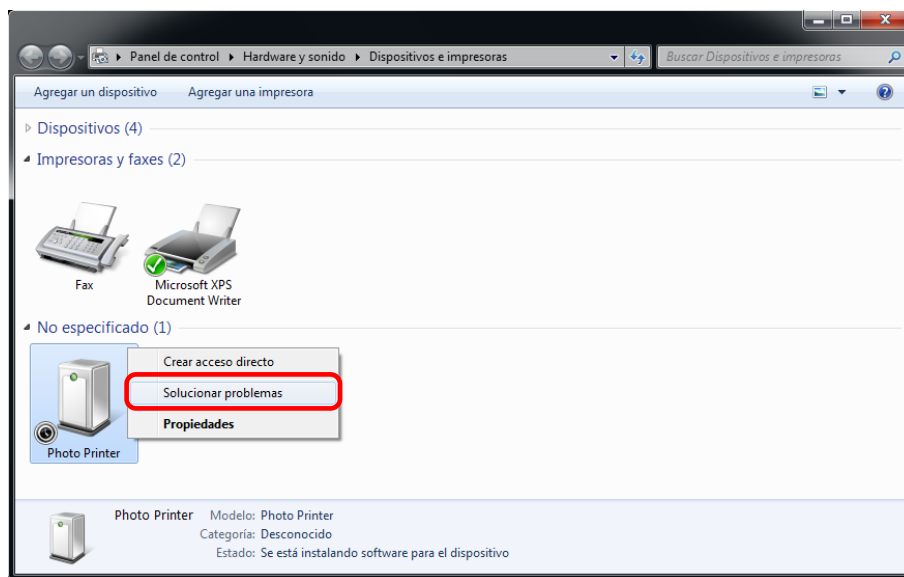 Panel de control ▸ Hardware y sonido ▸ Dispositivos e impresoras
Buscar Dispositivos e impresoras
Agregar un dispositivo Agregar una impresora
Dispositivos (4)
Impresoras y faxes (2)
Fax
Microsoft XPS
Document Writer
No especificado (1)
Crear acceso directo
Solucionar problemas
Propiedades
Photo Printer
Photo Printer Modelo: Photo Printer
Categoría: Desconocido
Estado: Se está instalando software para el dispositivo